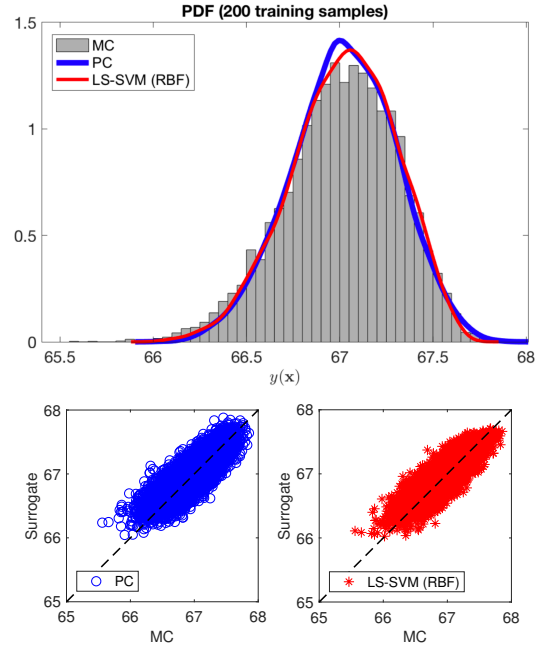 PDF (200 training samples)
1.5
1
0.5
0
MC
PC
LS-SVM (RBF)
65.5 66 66.5 67 67.5 68
y(x)
68
67
66
65
Surrogate
PC
65 66 67 68
MC
68
67
66
65
Surrogate
LS-SVM (RBF)
65 66 67 68
MC